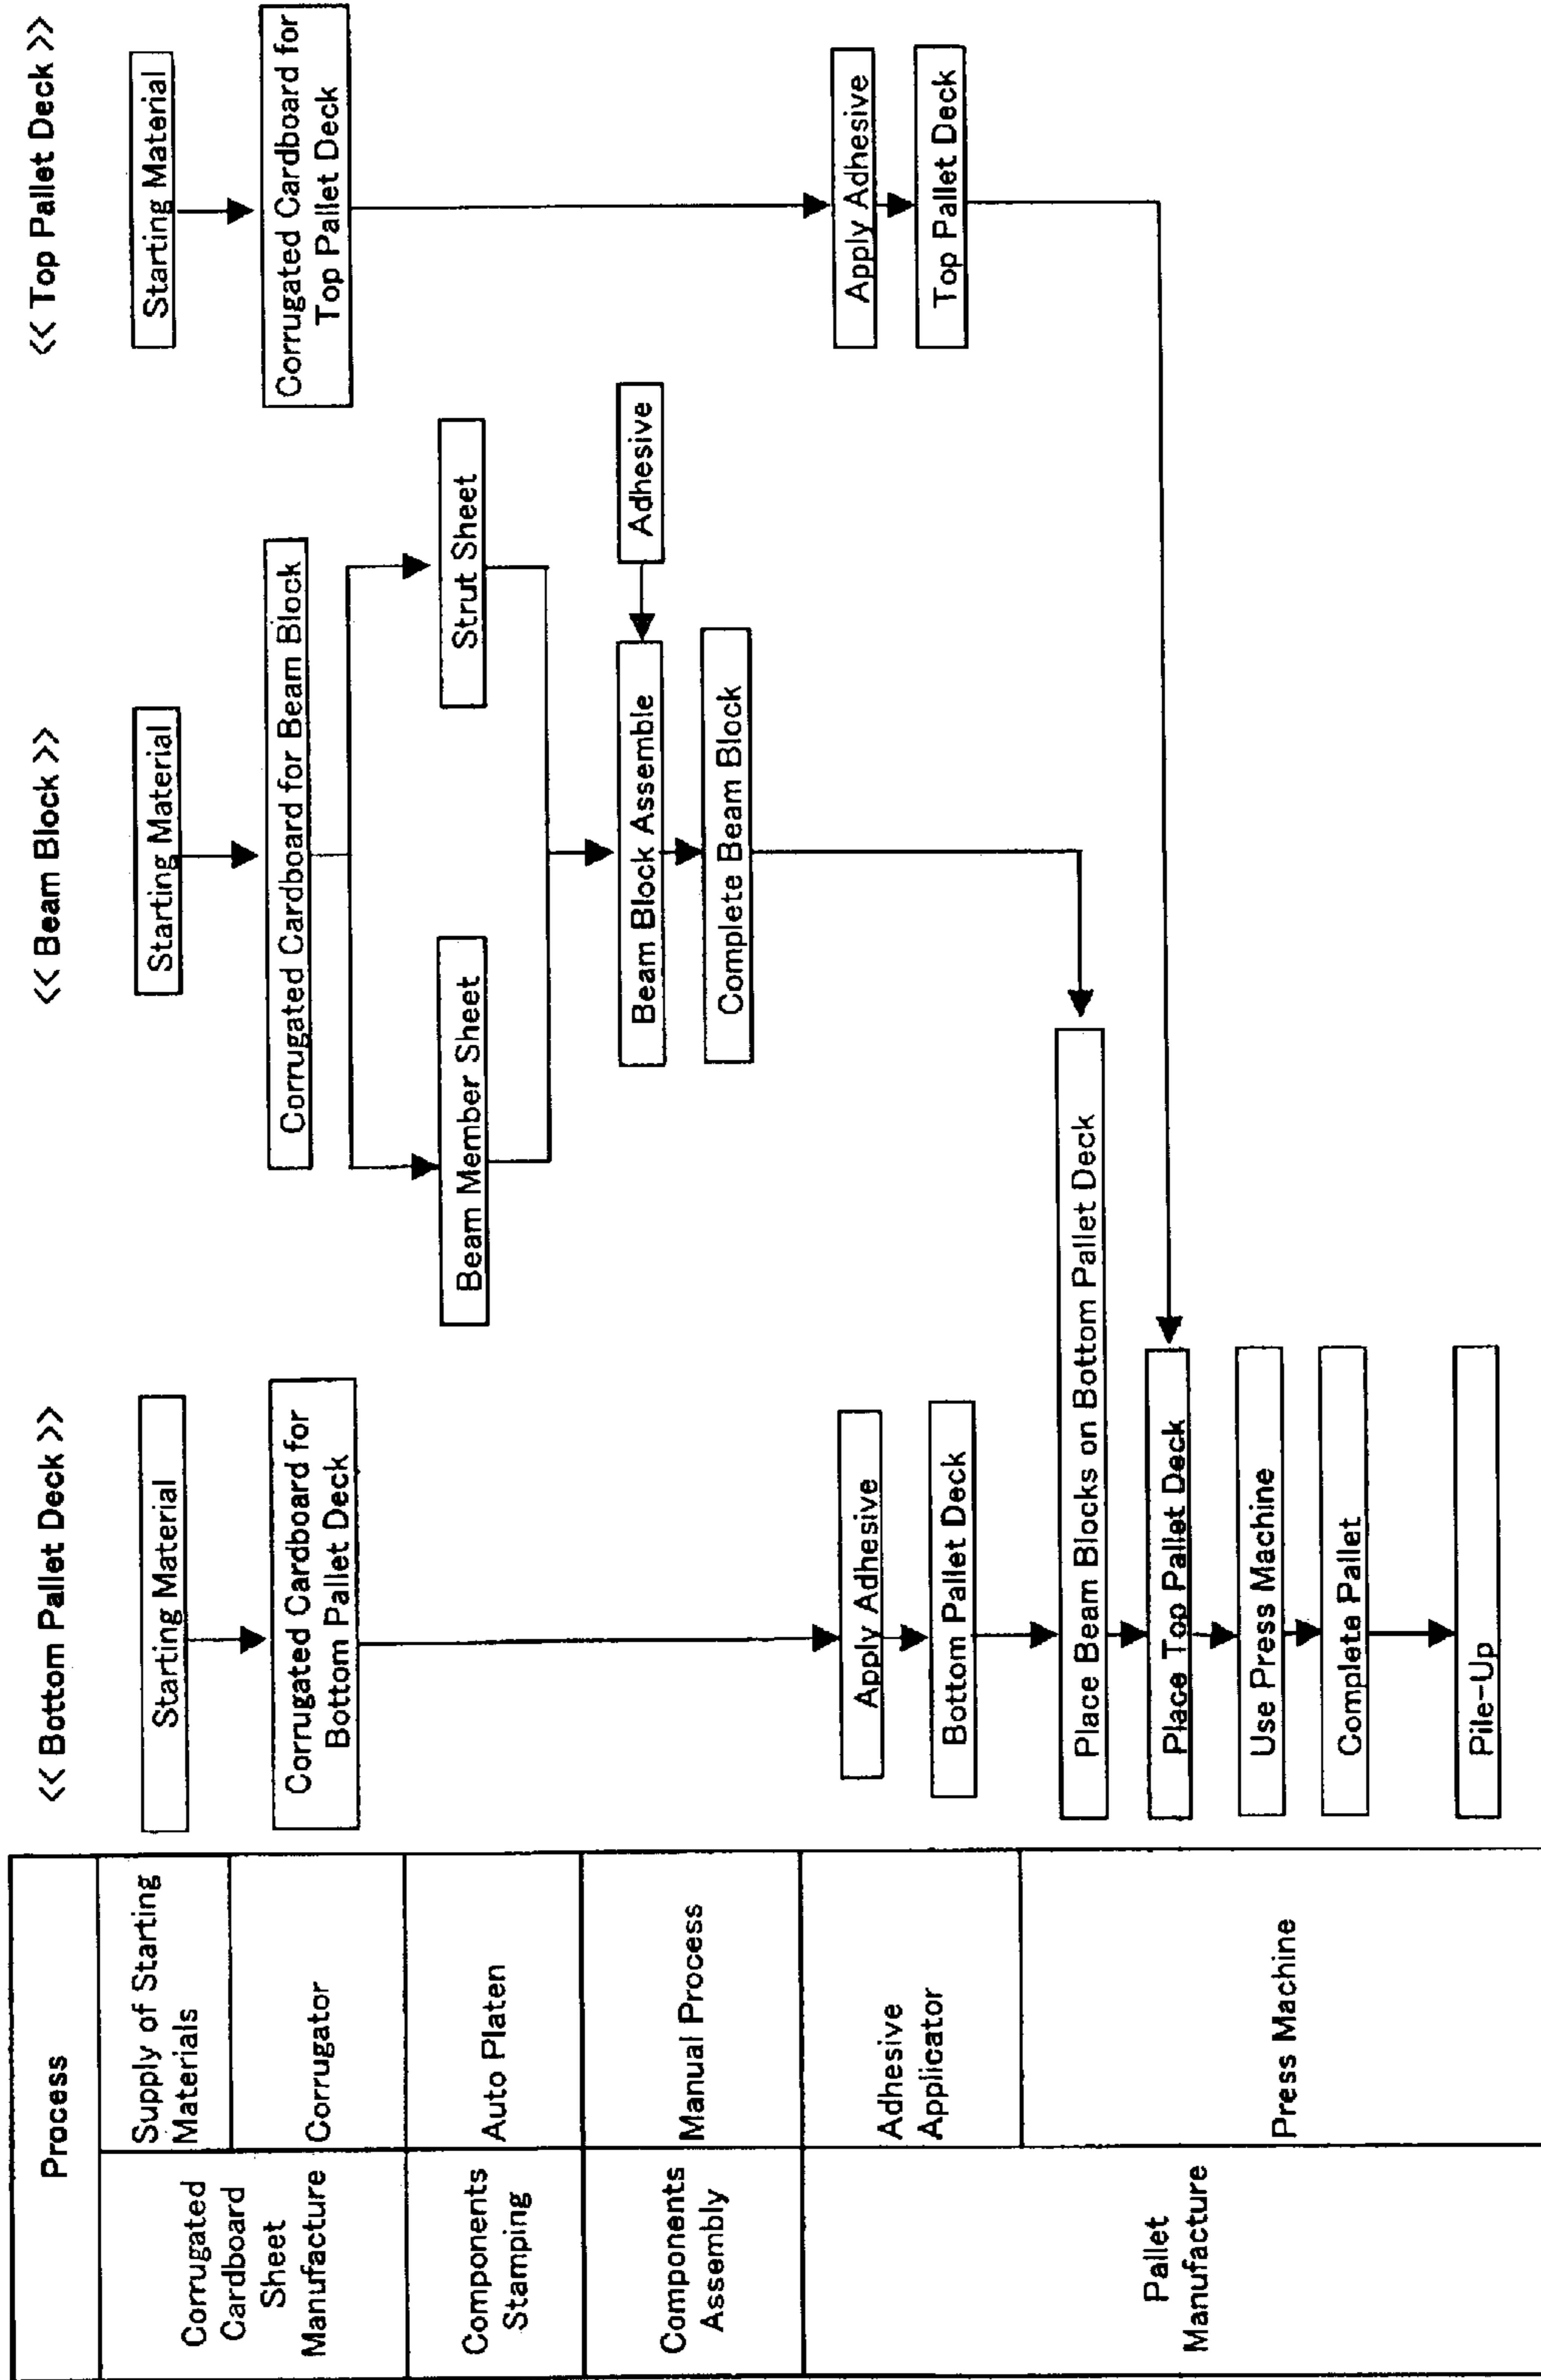 Process
Corrugated
Cardboard
Sheet
Manufacture
Supply of Starting
Materials
Corrugator
Components
Stamping
Auto Platen
Components
Assembly
Manual Process
Pallet
Manufacture
Adhesive
Applicator
Press Machine
<< Bottom Pallet Deck >>
Starting Material
Corrugated Cardboard for
Bottom Pallet Deck
Apply Adhesive
Bottom Pallet Deck
Place Beam Blocks on Bottom Pallet Deck
Place Top Pallet Deck
Use Press Machine
Complete Pallet
Pile-Up
<< Beam Block >>
Starting Material
Corrugated Cardboard for Beam Block
Beam Member Sheet
Strut Sheet
Beam Block Assemble
Adhesive
Complete Beam Block
<< Top Pallet Deck >>
Starting Material
Corrugated Cardboard for
Top Pallet Deck
Apply Adhesive
Top Pallet Deck